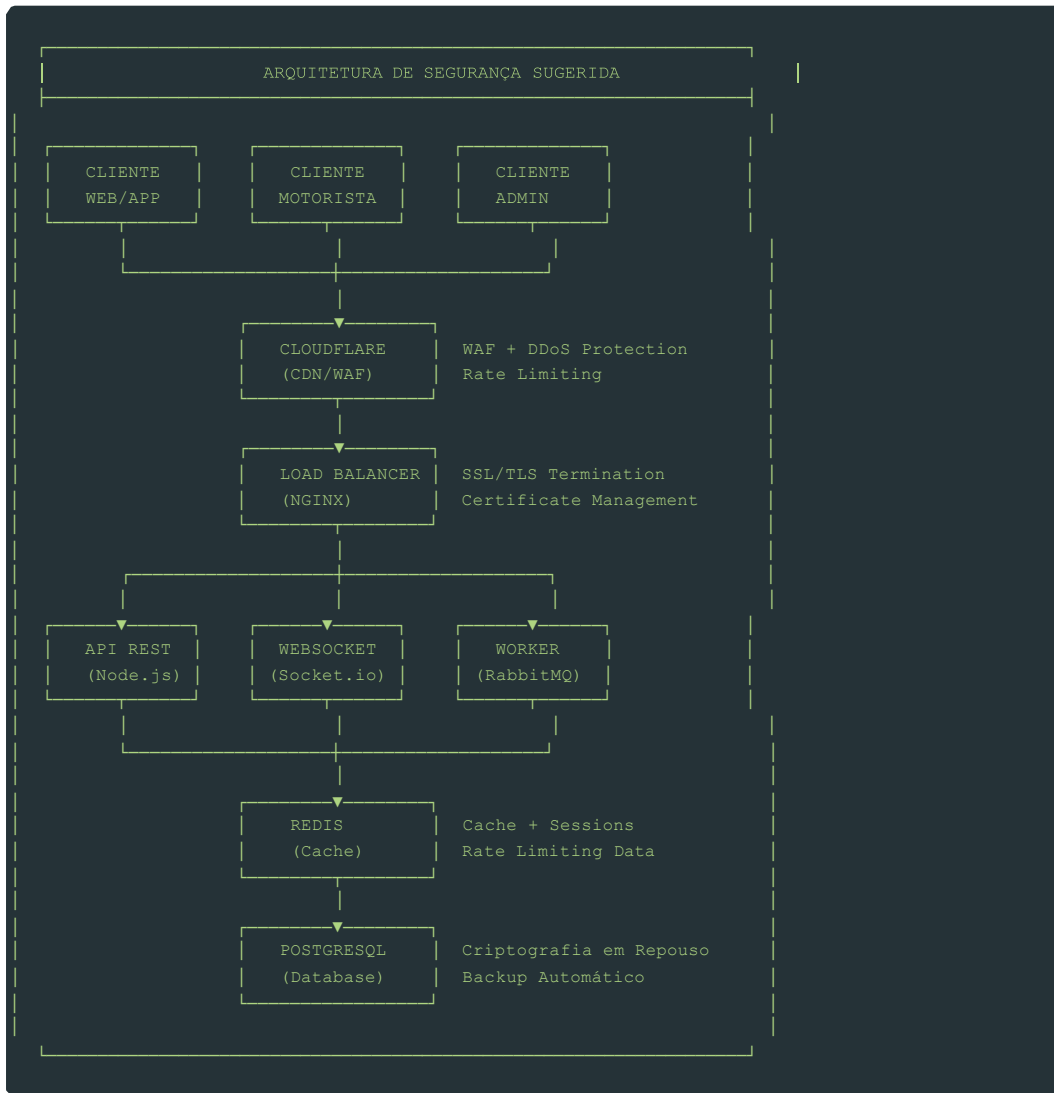 ARQUITETURA DE SEGURANÇA SUGERIDA
CLIENTE CLIENTE CLIENTE
WEB/APP MOTORISTA ADMIN
CLOUDFLARE WAF + DDoS Protection
(CDN/WAF) Rate Limiting
LOAD BALANCER SSL/TLS Termination
(NGINX) Certificate Management
API REST WEBSOCKET WORKER
(Node.js) (Socket.io) (RabbitMQ)
REDIS Cache + Sessions
(Cache) Rate Limiting Data
POSTGRESQL Criptografia em Repouso
(Database) Backup Automático